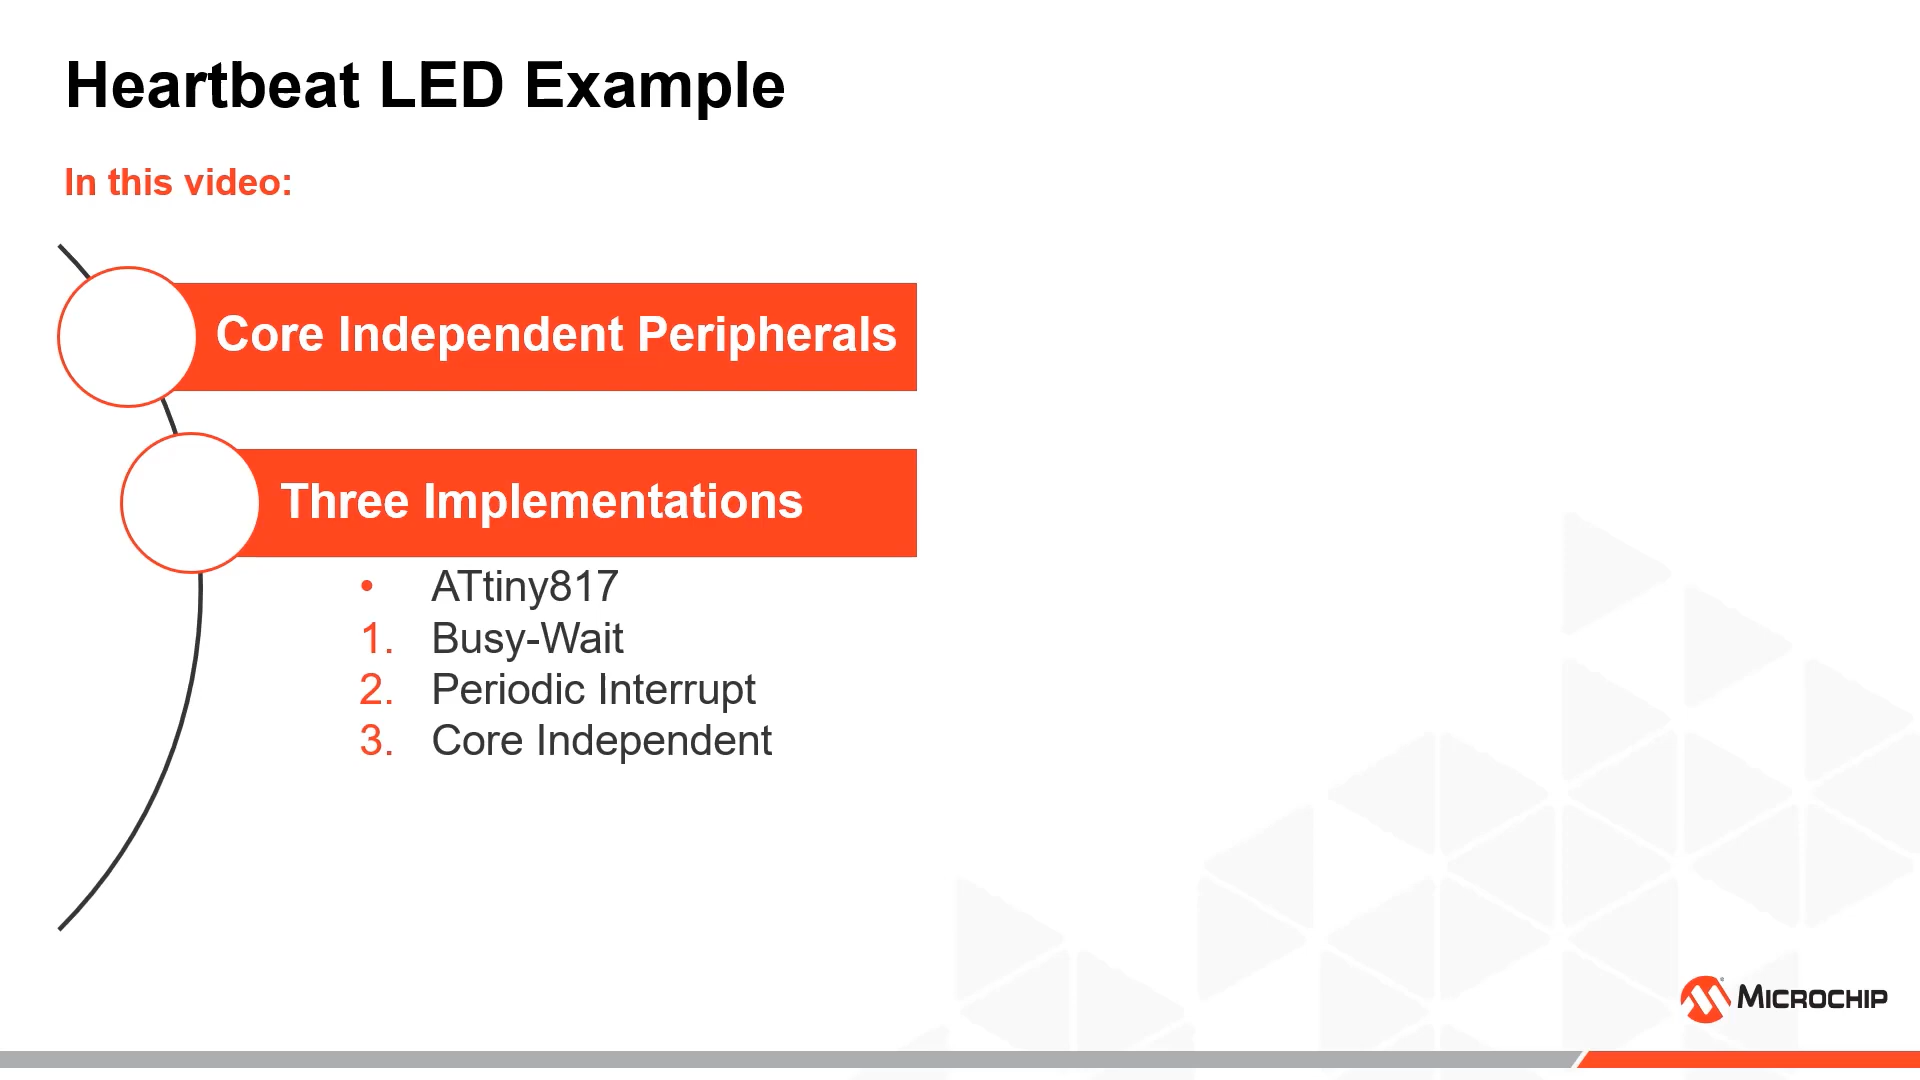 Heartbeat LED Example
In this video:
Core Independent Peripherals
Three Implementations
• ATtiny817
1. Busy-Wait
2. Periodic Interrupt
3. Core Independent
MICROCHIP